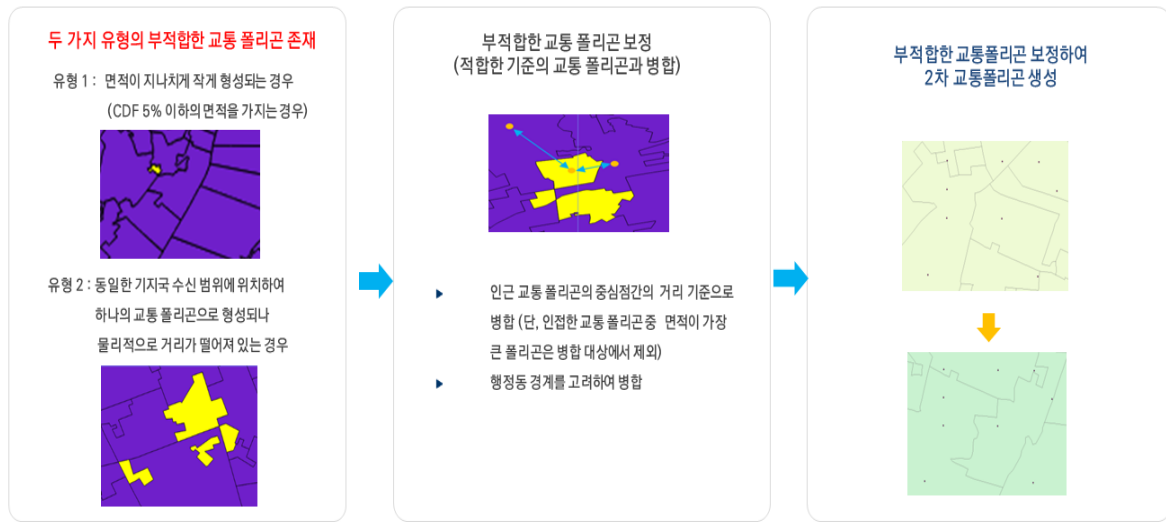 두 가지 유형의 부적합한 교통 폴리곤 존재
유형 1 : 면적이 지나치게 작게 형성되는 경우
(CDF 5% 이하의 면적을 가지는 경우)
유형 2 : 동일한 기지국 수신 범위에 위치하여
하나의 교통 폴리곤으로 형성되나
물리적으로 거리가 떨어져 있는 경우
부적합한 교통 폴리곤 보정
(적합한 기준의 교통 폴리곤과 병합)
인근 교통 폴리곤의 중심점간의 거리 기준으로
병합 (단, 인접한 교통 폴리곤 중 면적이 가장
큰 폴리곤은 병합 대상에서 제외)
행정동 경계를 고려하여 병합
부적합한 교통폴리곤 보정하여
2차 교통폴리곤 생성